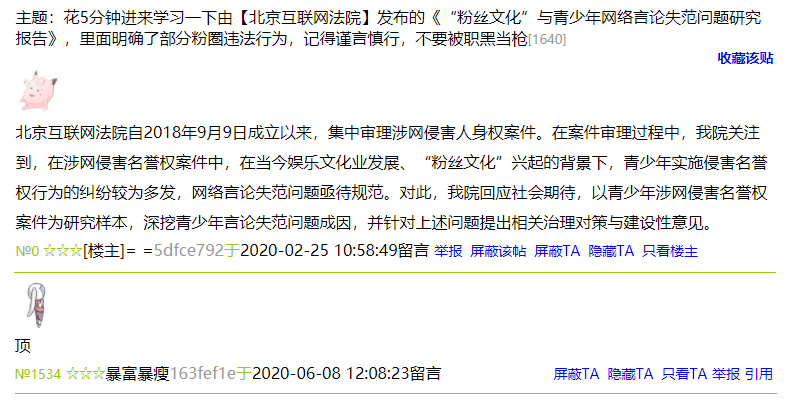 主题：花5分钟进来学习一下由【北京互联网法院】发布的《“粉丝文化”与青少年网络言论失范问题研究
报告》，里面明确了部分粉圈违法行为，记得谨言慎行，不要被职黑当枪[1640]
收藏该贴
北京互联网法院自2018年9月9日成立以来，集中审理涉网侵害人身权案件。在案件审理过程中，我院关注
到，在涉网侵害名誉权案件中，在当今娱乐文化业发展、“粉丝文化”兴起的背景下，青少年实施侵害名誉
权行为的纠纷较为多发，网络言论失范问题亟待规范。对此，我院回应社会期待，以青少年涉网侵害名誉权
案件为研究样本，深挖青少年言论失范问题成因，并针对上述问题提出相关治理对策与建设性意见。
№0 ☆☆☆[楼主]= =5dfce792于2020-02-25 10:58:49留言 举报 屏蔽该帖 屏蔽TA 隐藏TA 只看楼主
顶
№1534 ☆☆☆暴富暴瘦163fef1e于2020-06-08 12:08:23留言 屏蔽TA 隐藏TA 只看TA 举报 引用